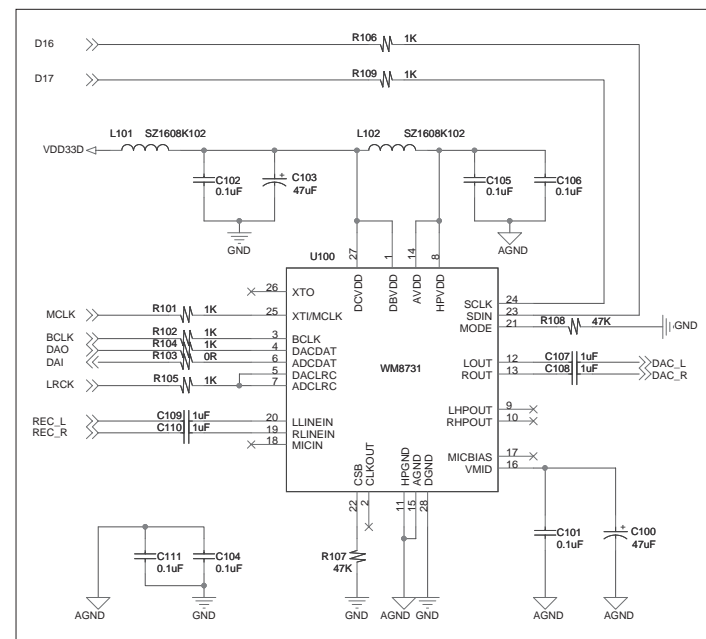 D16 R106 1K
D17 R109 1K
L101 SZ1608K102 L102 SZ1608K102
VDD33D
C102 0.1uF
C103 47uF
C105 0.1uF
C106 0.1uF
GND
AGND
U100
27 1 14 8
DCVDD DBVDD AVDD HPVDD
26 XTO
MCLK R101 1K 25 XTI/MCLK
BCLK R102 1K 3 BCLK
DAO R104 1K 4 DACDAT
DAI R103 0R 6 ADCDAT
5 DACLRC
LRCK R105 1K 7 ADCLRC
REC_L C109 1uF 20 LLINEIN
REC_R C110 1uF 19 RLINEIN
18 MICIN
WM8731
SCLK 24
SDIN 23
MODE 21 R108 47K GND
LOUT 12 C107 1uF DAC_L
ROUT 13 C108 1uF DAC_R
LHPOUT 9
RHPOUT 10
MICBIAS 17
VMID 16
CSB CLKOUT HPGND AGND DGND
22 2 11 15 28
R107 47K
C111 0.1uF
C104 0.1uF
C101 0.1uF
C100 47uF
AGND GND GND AGND GND AGND AGND